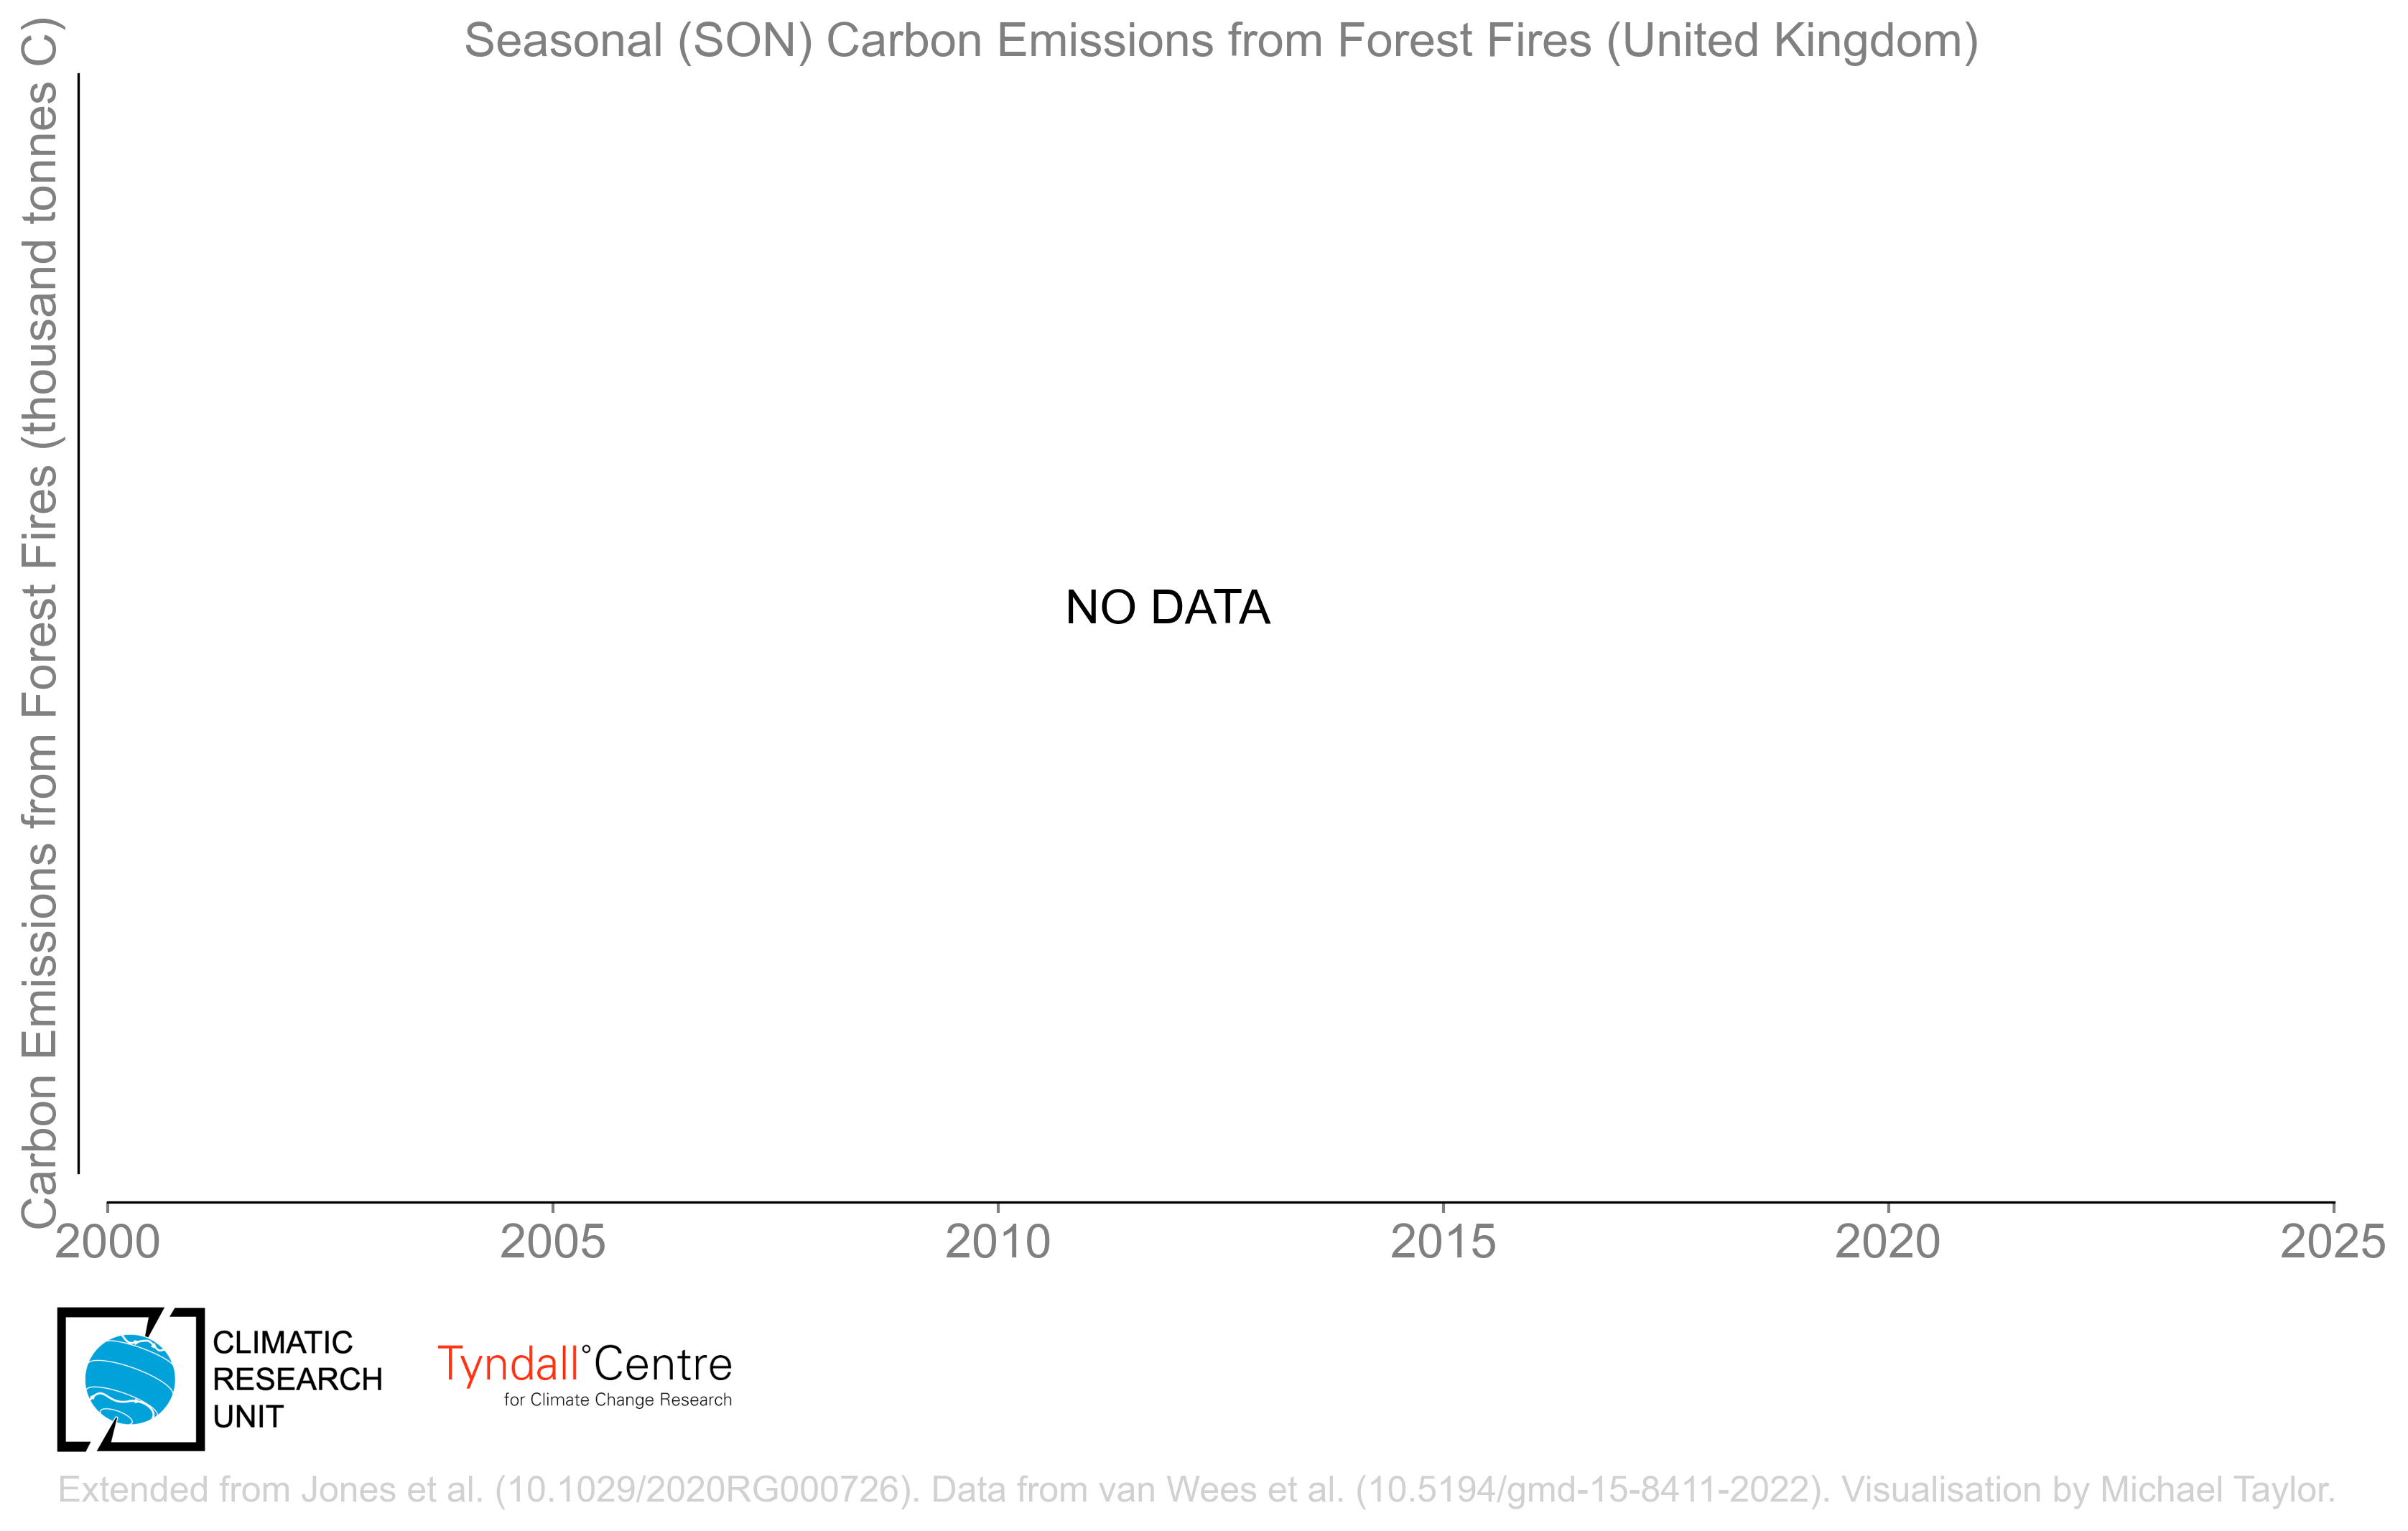 Seasonal (SON) Carbon Emissions from Forest Fires (United Kingdom)
Carbon Emissions from Forest Fires (thousand tonnes C)
NO DATA
2000 2005 2010 2015 2020 2025
CLIMATIC
RESEARCH
UNIT
Tyndall°Centre
for Climate Change Research
Extended from Jones et al. (10.1029/2020RG000726). Data from van Wees et al. (10.5194/gmd-15-8411-2022). Visualisation by Michael Taylor.